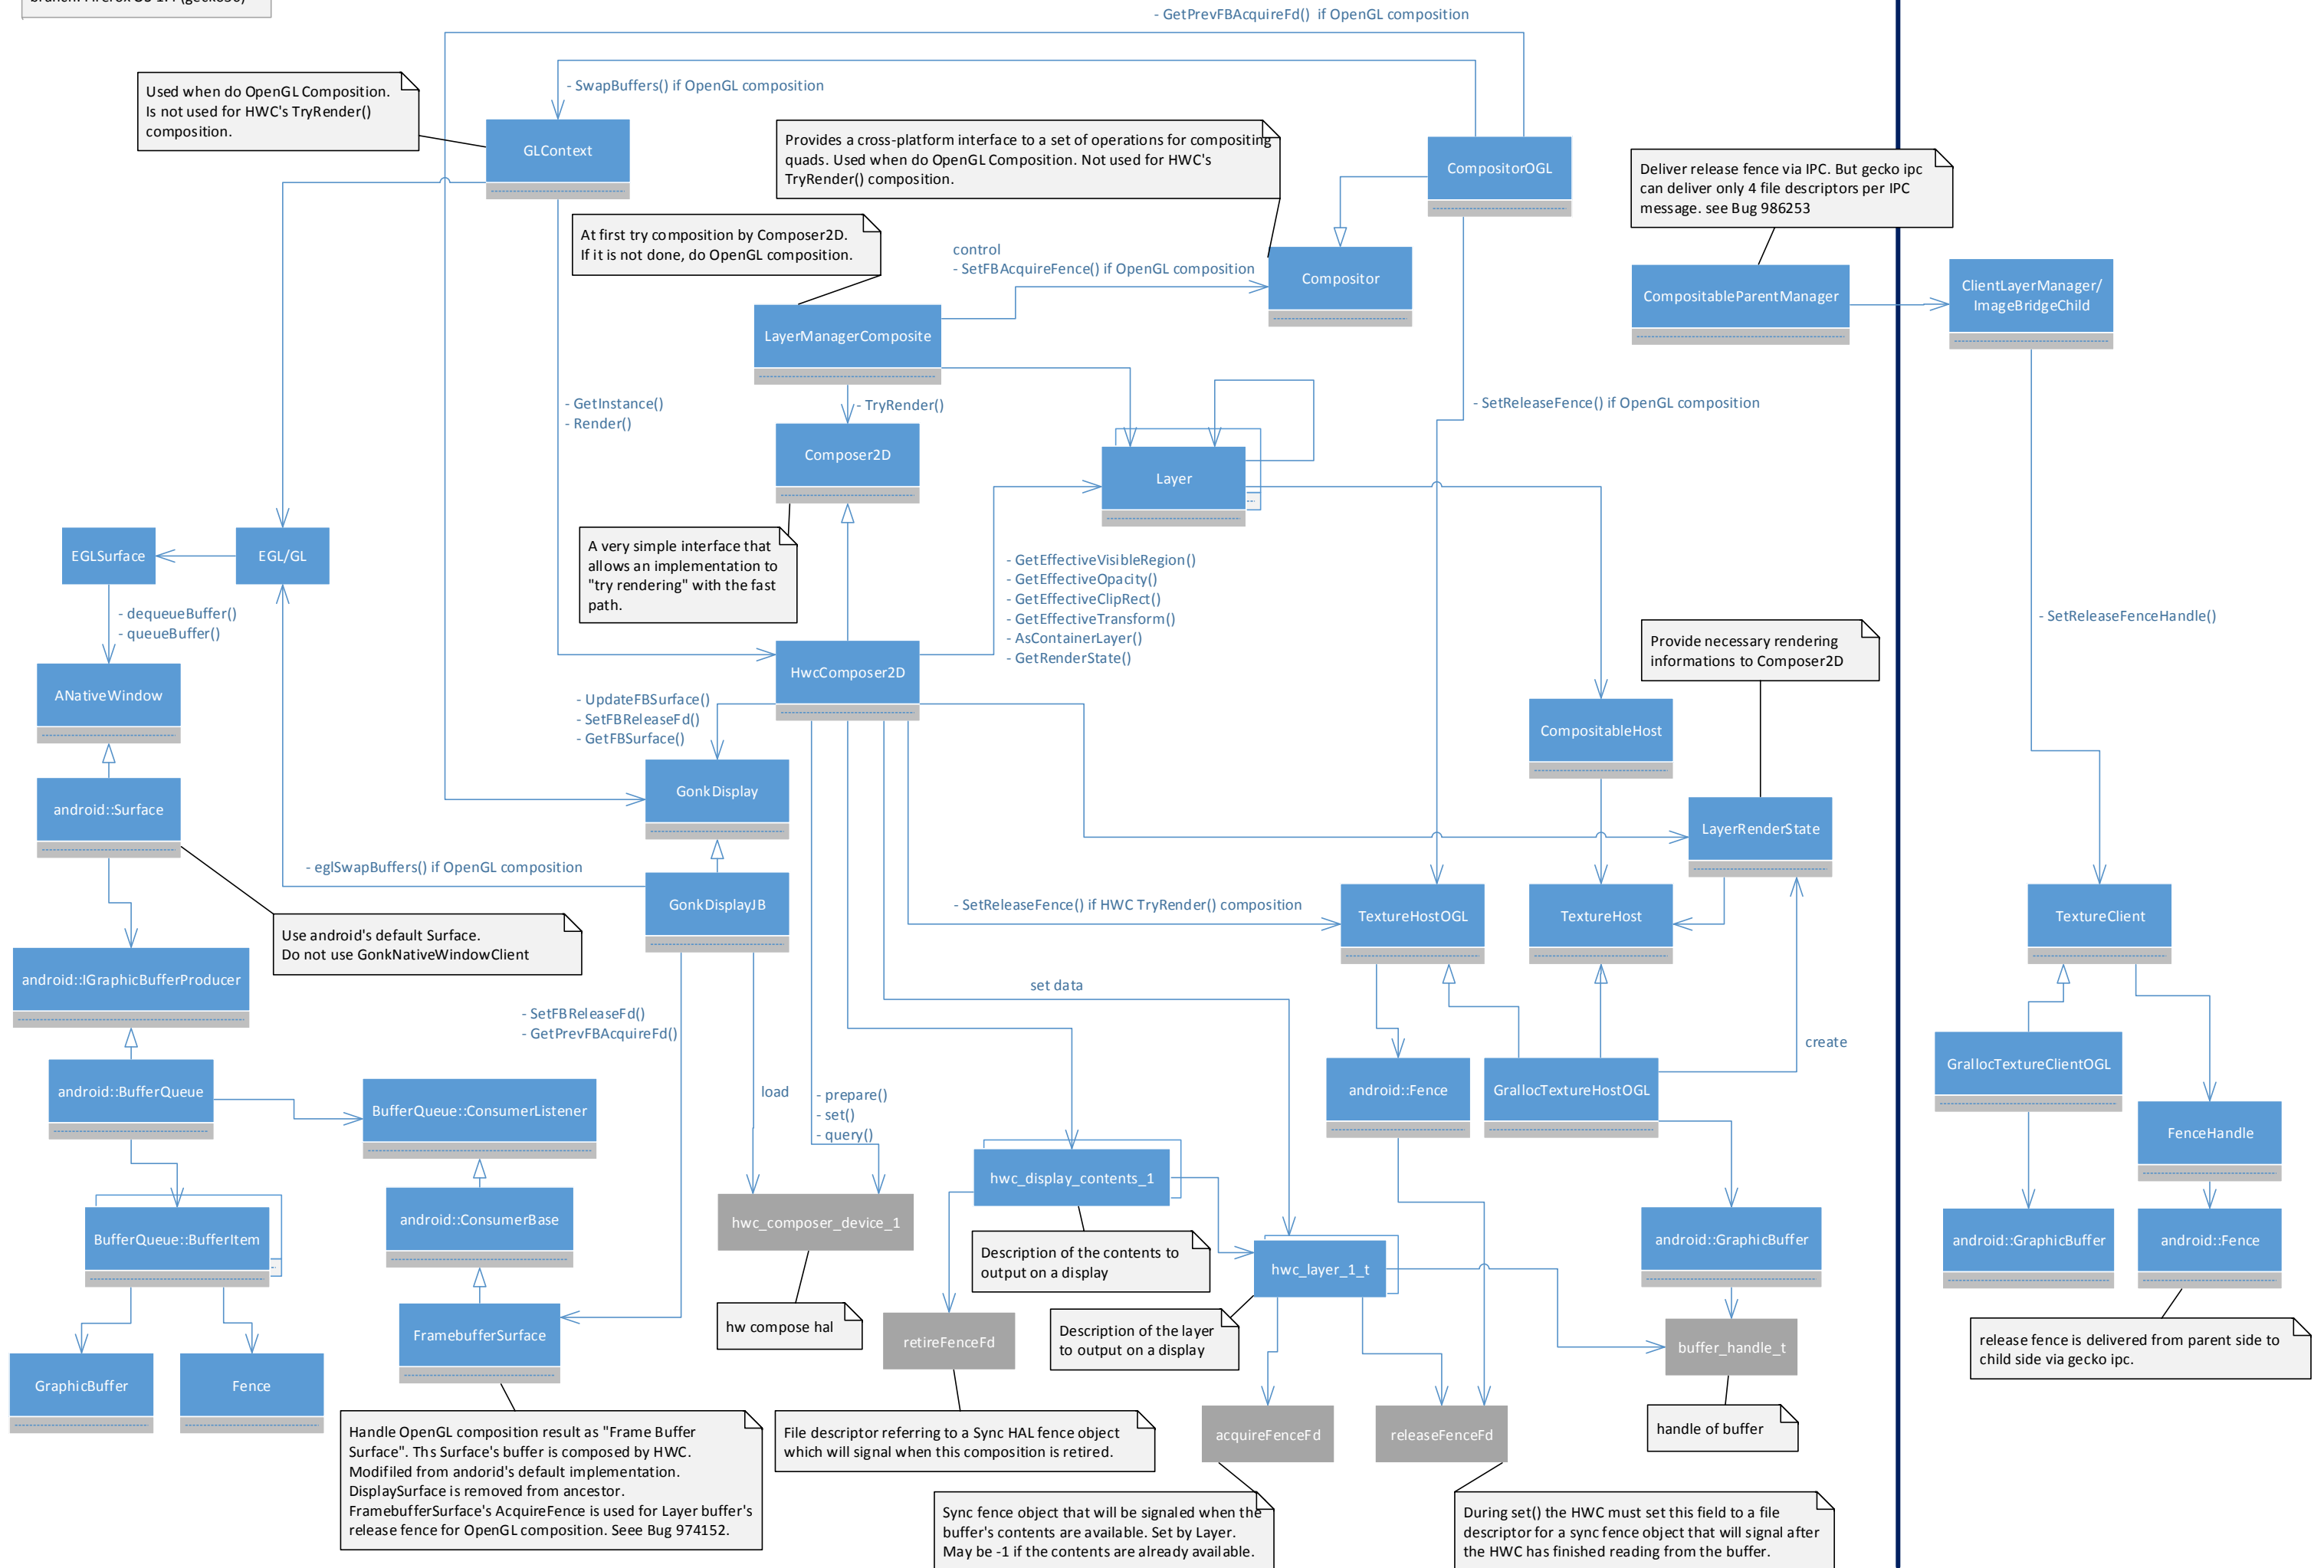 - GetPrevFBAcquireFd()  if OpenGL composition
- SwapBuffers() if OpenGL composition
Used when do OpenGL Composition.
Is not used for HWC's TryRender()
composition.
GLContext
Provides a cross-platform interface to a set of operations for compositing
quads. Used when do OpenGL Composition. Not used for HWC's
TryRender() composition.
CompositorOGL
Deliver release fence via IPC. But gecko ipc
can deliver only 4 file descriptors per IPC
message. see Bug 986253
At first try composition by Composer2D.
If it is not done, do OpenGL composition.
control
- SetFBAcquireFence() if OpenGL composition
Compositor
CompositableParentManager
ClientLayerManager/
ImageBridgeChild
LayerManagerComposite
- GetInstance()
- Render()
- TryRender()
- SetReleaseFence() if OpenGL composition
Composer2D
Layer
EGLSurface
EGL/GL
A very simple interface that
allows an implementation to
"try rendering" with the fast
path.
- GetEffectiveVisibleRegion()
- GetEffectiveOpacity()
- GetEffectiveClipRect()
- GetEffectiveTransform()
- AsContainerLayer()
- GetRenderState()
- dequeueBuffer()
- queueBuffer()
- SetReleaseFenceHandle()
Provide necessary rendering
informations to Composer2D
ANativeWindow
HwcComposer2D
- UpdateFBSurface()
- SetFBReleaseFd()
- GetFBSurface()
CompositableHost
android::Surface
GonkDisplay
LayerRenderState
- eglSwapBuffers() if OpenGL composition
GonkDisplayJB
- SetReleaseFence() if HWC TryRender() composition
TextureHostOGL
TextureHost
TextureClient
Use android's default Surface.
Do not use GonkNativeWindowClient
android::IGraphicBufferProducer
set data
- SetFBReleaseFd()
- GetPrevFBAcquireFd()
create
android::BufferQueue
BufferQueue::ConsumerListener
load
- prepare()
- set()
- query()
android::Fence
GrallocTextureHostOGL
GrallocTextureClientOGL
FenceHandle
hwc_display_contents_1
android::ConsumerBase
hwc_composer_device_1
BufferQueue::BufferItem
Description of the contents to
output on a display
hwc_layer_1_t
android::GraphicBuffer
android::GraphicBuffer
android::Fence
FramebufferSurface
hw compose hal
retireFenceFd
Description of the layer
to output on a display
buffer_handle_t
release fence is delivered from parent side to
child side via gecko ipc.
GraphicBuffer
Fence
Handle OpenGL composition result as "Frame Buffer
Surface". Ths Surface's buffer is composed by HWC.
Modifiled from andorid's default implementation.
DisplaySurface is removed from ancestor.
FramebufferSurface's AcquireFence is used for Layer buffer's
release fence for OpenGL composition. Seee Bug 974152.
File descriptor referring to a Sync HAL fence object
which will signal when this composition is retired.
acquireFenceFd
releaseFenceFd
handle of buffer
Sync fence object that will be signaled when the
buffer's contents are available. Set by Layer.
May be -1 if the contents are already available.
During set() the HWC must set this field to a file
descriptor for a sync fence object that will signal after
the HWC has finished reading from the buffer.